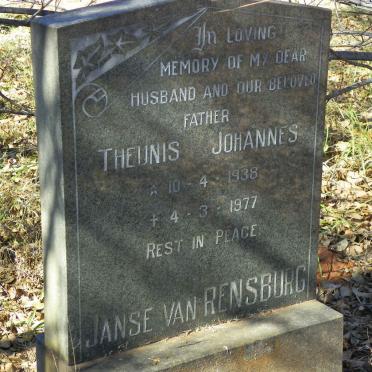 In LOVING
MEMORY OF MY DEAR
HUSBAND AND OUR BELOVED
FATHER
THEUNIS JOHANNES
10-4-1938
4-3-1977
REST IN PEACE
JANSE VAN RENSBURG